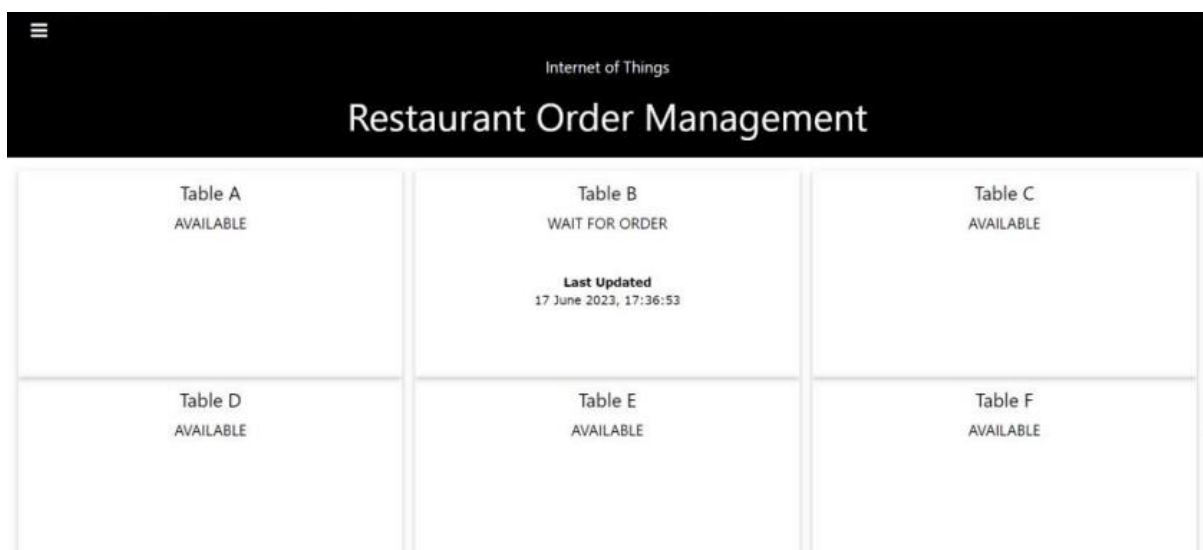 Internet of Things
Restaurant Order Management
Table A
AVAILABLE
Table B
WAIT FOR ORDER
Last Updated
17 June 2023, 17:36:53
Table C
AVAILABLE
Table D
AVAILABLE
Table E
AVAILABLE
Table F
AVAILABLE